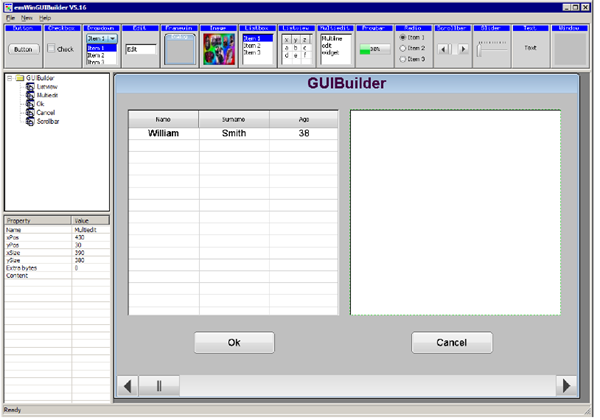 emWinGUIBuilder V5.16
File New Help
Button Checkbox Dropdown Edit Framewin Image Listbox Listview Multiedit Progbar Radio Scrollbar Slider Text Window
Button
Check
Item 1
Item 1
Item 2
Item 3
Edit
Item 1
Item 2
Item 3
x y z
a b c
d e f
Multiline
edit
widget
30%
Item 1
Item 2
Item 3
Text
GUIBuilder
Listview
Multiedit
Ok
Cancel
Scrollbar
Property Value
Name Multiedit
xPos 430
yPos 30
xSize 390
ySize 380
Extra bytes 0
Content
GUIBuilder
Name Surname Age
William Smith 38
Ok
Cancel
Ready